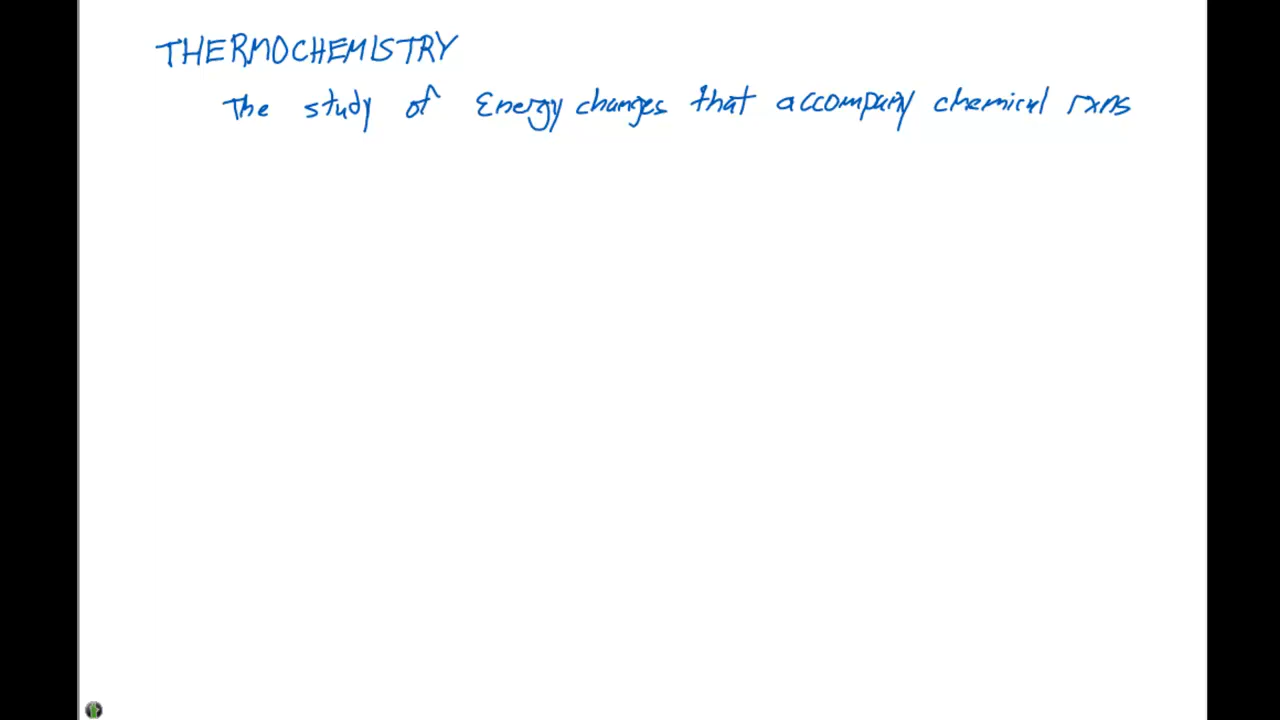 THERMOCHEMISTRY
The study of Energy changes that accompany chemical rxns